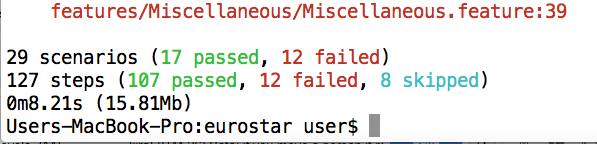 features/Miscellaneous/Miscellaneous.feature:39
29 scenarios (17 passed, 12 failed)
127 steps (107 passed, 12 failed, 8 skipped)
0m8.21s (15.81Mb)
Users-MacBook-Pro:eurostar user$